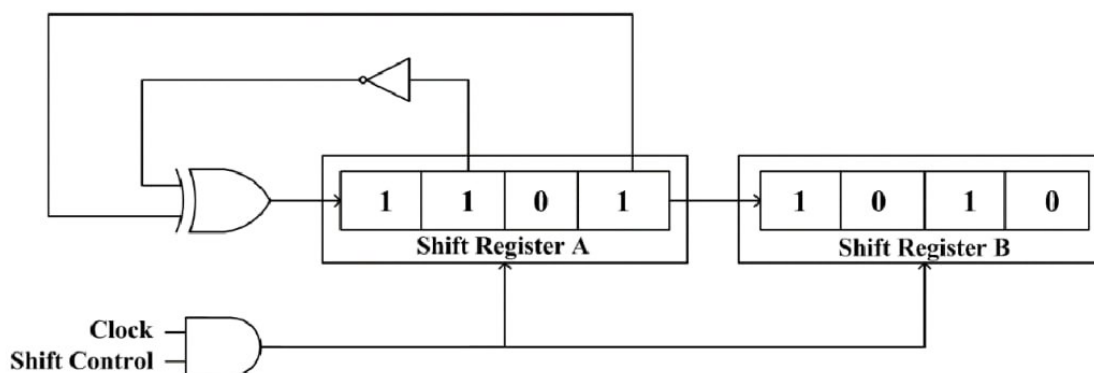 1 1 0 1 1 0 1 0
Shift Register A Shift Register B
Clock
Shift Control